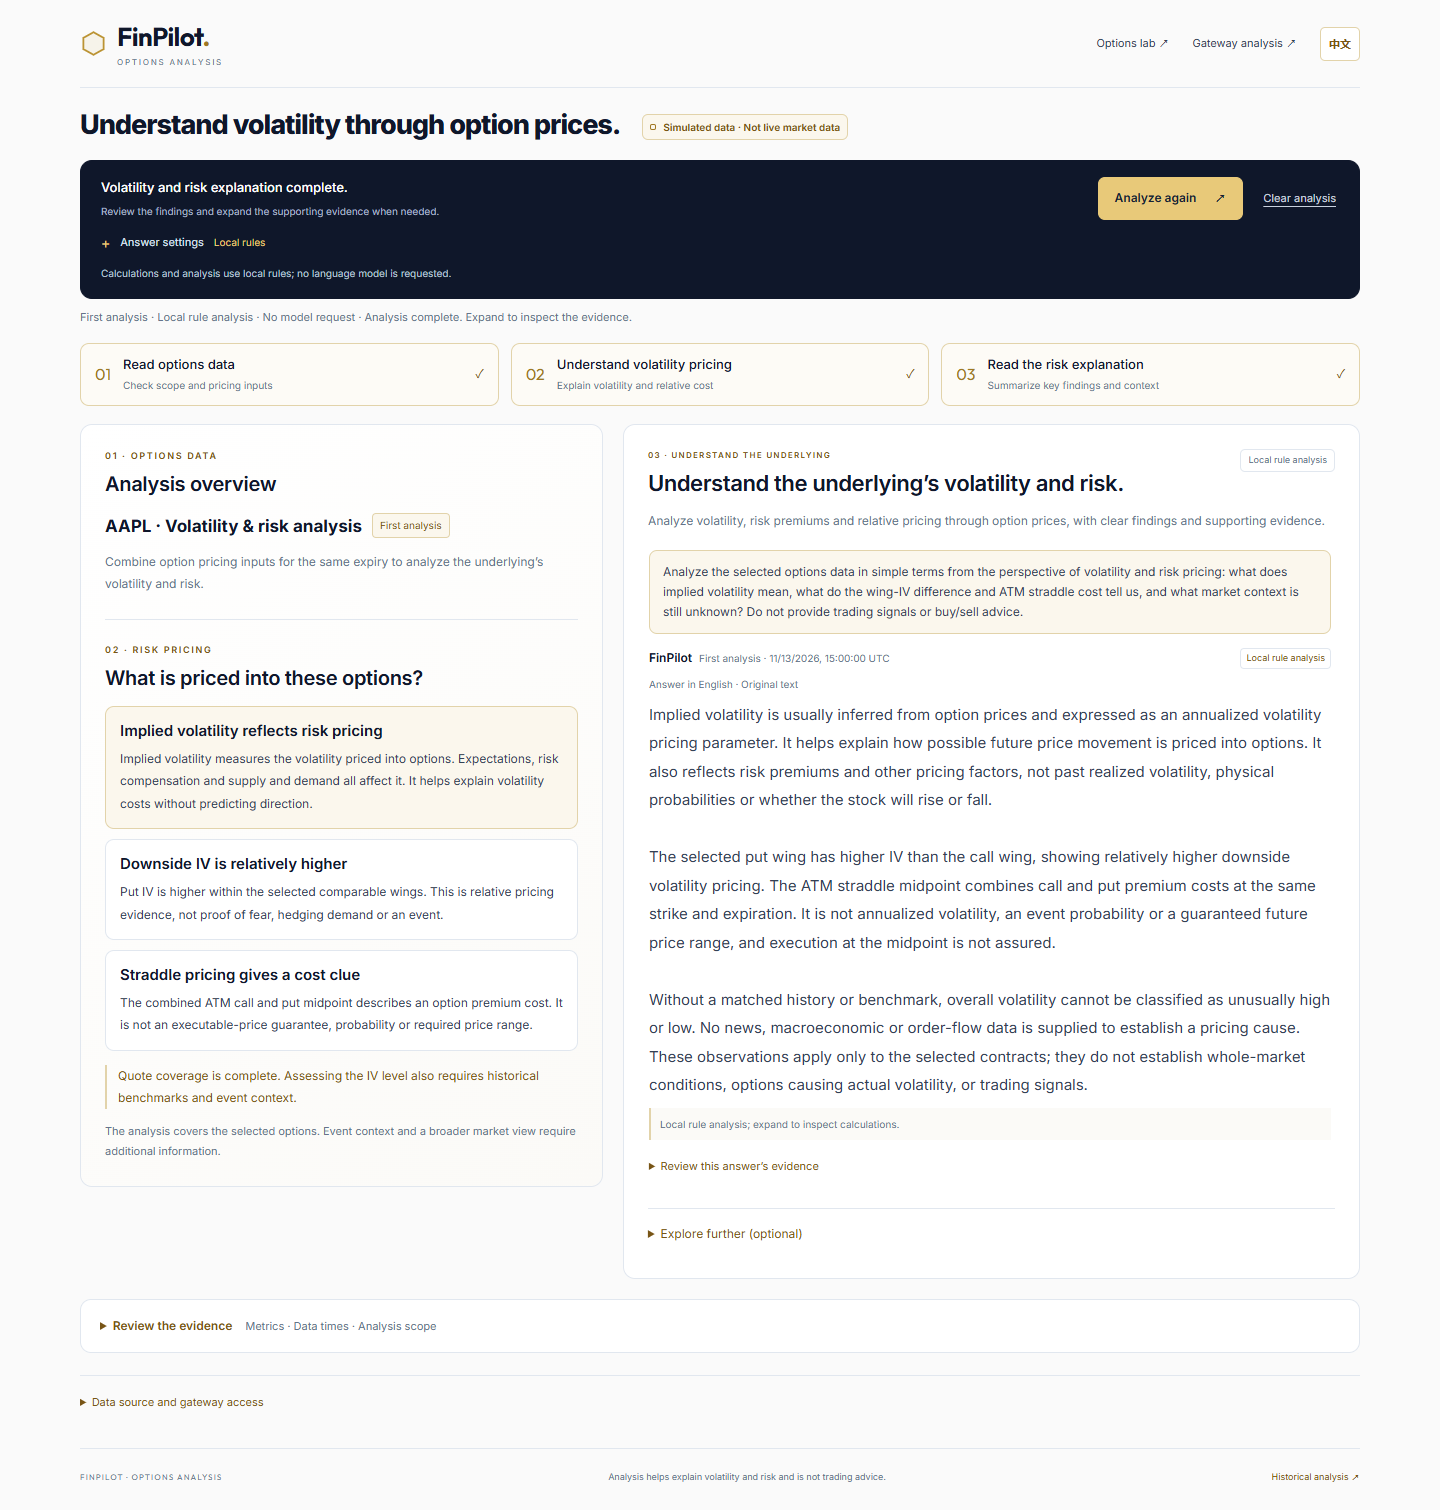 FinPilot.
OPTIONS ANALYSIS
Options lab ↗
Gateway analysis ↗
中文
Understand volatility through option prices.
Simulated data · Not live market data
Volatility and risk explanation complete.
Review the findings and expand the supporting evidence when needed.
+ Answer settings Local rules
Calculations and analysis use local rules; no language model is requested.
Analyze again ↗
Clear analysis
First analysis · Local rule analysis · No model request · Analysis complete. Expand to inspect the evidence.
01 Read options data ✓
Check scope and pricing inputs
02 Understand volatility pricing ✓
Explain volatility and relative cost
03 Read the risk explanation ✓
Summarize key findings and context
01 · OPTIONS DATA
Analysis overview
AAPL · Volatility & risk analysis First analysis
Combine option pricing inputs for the same expiry to analyze the underlying’s
volatility and risk.
02 · RISK PRICING
What is priced into these options?
Implied volatility reflects risk pricing
Implied volatility measures the volatility priced into options. Expectations, risk
compensation and supply and demand all affect it. It helps explain volatility
costs without predicting direction.
Downside IV is relatively higher
Put IV is higher within the selected comparable wings. This is relative pricing
evidence, not proof of fear, hedging demand or an event.
Straddle pricing gives a cost clue
The combined ATM call and put midpoint describes an option premium cost. It
is not an executable-price guarantee, probability or required price range.
Quote coverage is complete. Assessing the IV level also requires historical
benchmarks and event context.
The analysis covers the selected options. Event context and a broader market view require
additional information.
03 · UNDERSTAND THE UNDERLYING
Local rule analysis
Understand the underlying’s volatility and risk.
Analyze volatility, risk premiums and relative pricing through option prices, with clear findings and supporting evidence.
Analyze the selected options data in simple terms from the perspective of volatility and risk pricing: what does
implied volatility mean, what do the wing-IV difference and ATM straddle cost tell us, and what market context is
still unknown? Do not provide trading signals or buy/sell advice.
FinPilot First analysis · 11/13/2026, 15:00:00 UTC
Local rule analysis
Answer in English · Original text
Implied volatility is usually inferred from option prices and expressed as an annualized volatility
pricing parameter. It helps explain how possible future price movement is priced into options. It
also reflects risk premiums and other pricing factors, not past realized volatility, physical
probabilities or whether the stock will rise or fall.
The selected put wing has higher IV than the call wing, showing relatively higher downside
volatility pricing. The ATM straddle midpoint combines call and put premium costs at the same
strike and expiration. It is not annualized volatility, an event probability or a guaranteed future
price range, and execution at the midpoint is not assured.
Without a matched history or benchmark, overall volatility cannot be classified as unusually high
or low. No news, macroeconomic or order-flow data is supplied to establish a pricing cause.
These observations apply only to the selected contracts; they do not establish whole-market
conditions, options causing actual volatility, or trading signals.
Local rule analysis; expand to inspect calculations.
▶ Review this answer’s evidence
▶ Explore further (optional)
▶ Review the evidence Metrics · Data times · Analysis scope
▶ Data source and gateway access
FINPILOT · OPTIONS ANALYSIS
Analysis helps explain volatility and risk and is not trading advice.
Historical analysis ↗